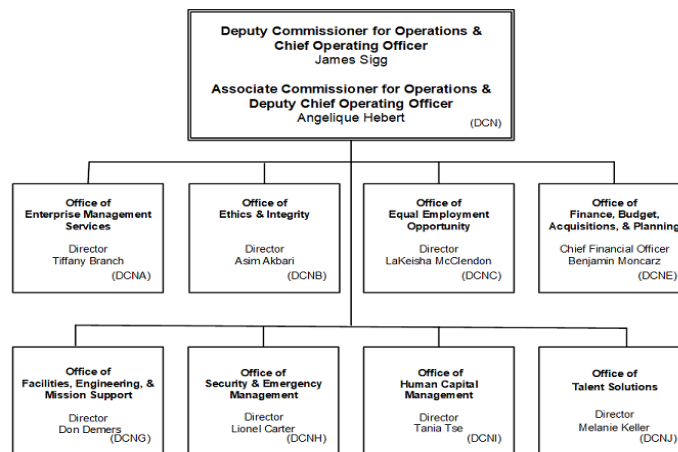 Deputy Commissioner for Operations &
Chief Operating Officer
James Sigg
Associate Commissioner for Operations &
Deputy Chief Operating Officer
Angelique Hebert
(DCN)
Office of
Enterprise Management
Services
Director
Tiffany Branch
(DCNA)
Office of
Ethics & Integrity
Director
Asim Akbari
(DCNB)
Office of
Equal Employment
Opportunity
Director
LaKeisha McClendon
(DCNC)
Office of
Finance, Budget,
Acquisitions, & Planning
Chief Financial Officer
Benjamin Moncarz
(DCNE)
Office of
Facilities, Engineering, &
Mission Support
Director
Don Demers
(DCNG)
Office of
Security & Emergency
Management
Director
Lionel Carter
(DCNH)
Office of
Human Capital
Management
Director
Tania Tse
(DCNI)
Office of
Talent Solutions
Director
Melanie Keller
(DCNJ)